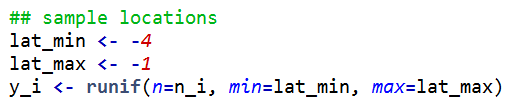 ## sample locations
lat_min <- -4
lat_max <- -1
y_i <- runif(n=n_i, min=lat_min, max=lat_max)